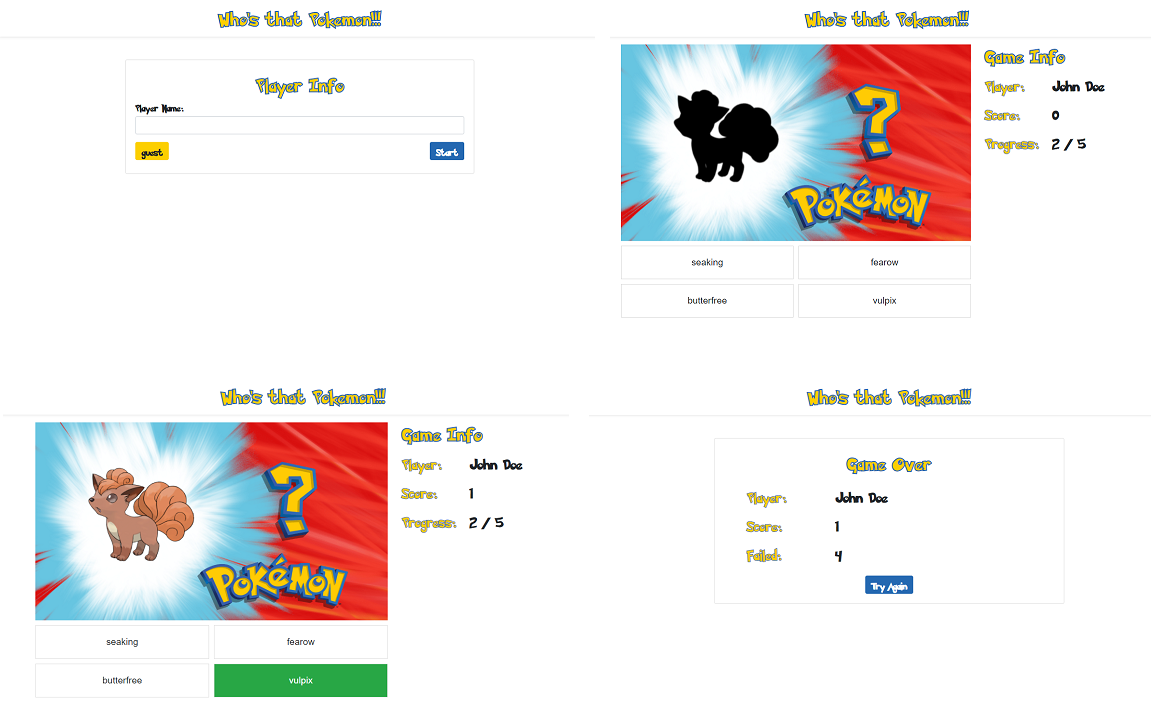 Who's that Pokemon!!!
Player Info
Player Name:
guest
Start
Who's that Pokemon!!!
?
POKéMON
Game Info
Player: John Doe
Score: 0
Progress: 2 / 5
seaking
fearow
butterfree
vulpix
Who's that Pokemon!!!
?
POKéMON
Game Info
Player: John Doe
Score: 1
Progress: 2 / 5
seaking
fearow
butterfree
vulpix
Who's that Pokemon!!!
Game Over
Player: John Doe
Score: 1
Failed: 4
Try Again